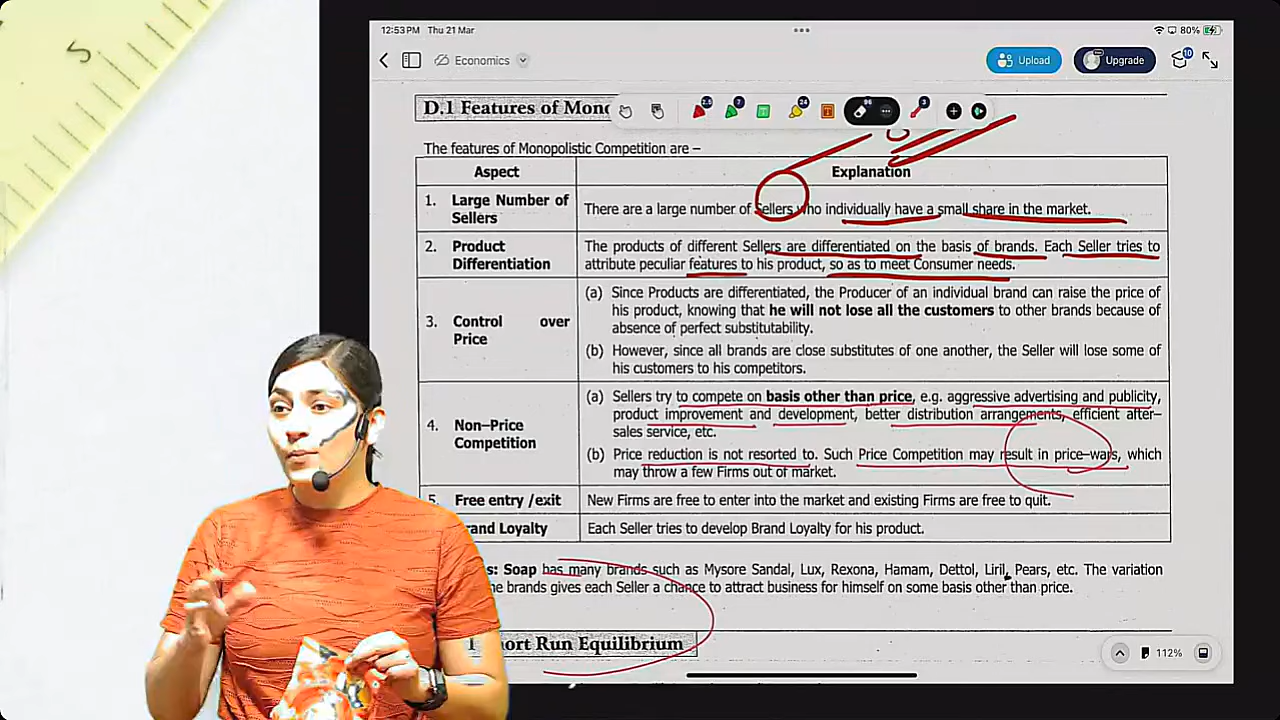 12:53 PM Thu 21 Mar
80%
Economics
Upload
Upgrade
10
D.1 Features of Mono
2.5
7
24
86
3
The features of Monopolistic Competition are –
Aspect Explanation
1. Large Number of Sellers
There are a large number of Sellers who individually have a small share in the market.
2. Product Differentiation
The products of different Sellers are differentiated on the basis of brands. Each Seller tries to
attribute peculiar features to his product, so as to meet Consumer needs.
3. Control over Price
(a) Since Products are differentiated, the Producer of an individual brand can raise the price of
his product, knowing that he will not lose all the customers to other brands because of
absence of perfect substitutability.
(b) However, since all brands are close substitutes of one another, the Seller will lose some of
his customers to his competitors.
4. Non–Price Competition
(a) Sellers try to compete on basis other than price, e.g. aggressive advertising and publicity,
product improvement and development, better distribution arrangements, efficient after–
sales service, etc.
(b) Price reduction is not resorted to. Such Price Competition may result in price–wars, which
may throw a few Firms out of market.
5. Free entry /exit
New Firms are free to enter into the market and existing Firms are free to quit.
rand Loyalty
Each Seller tries to develop Brand Loyalty for his product.
s: Soap has many brands such as Mysore Sandal, Lux, Rexona, Hamam, Dettol, Liril, Pears, etc. The variation
e brands gives each Seller a chance to attract business for himself on some basis other than price.
ort Run Equilibrium
112%
5